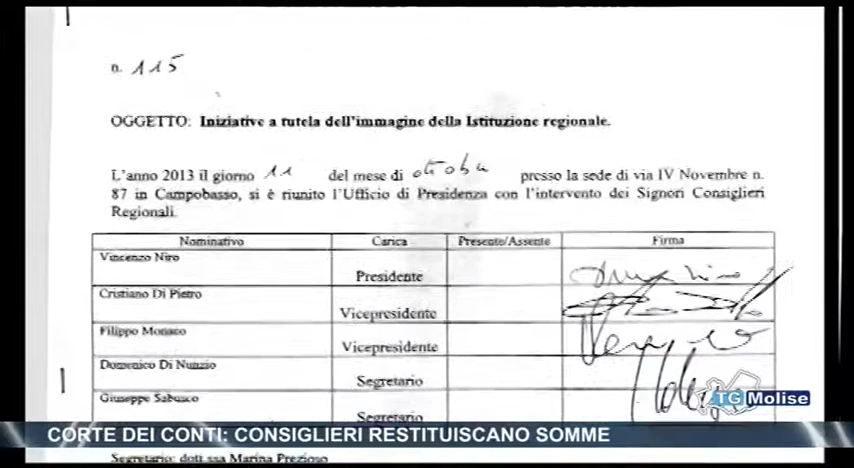 n. 115
OGGETTO: Iniziative a tutela dell'immagine della Istituzione regionale.
L'anno 2013 il giorno 11 del mese di ottobre presso la sede di via IV Novembre n.
87 in Campobasso, si è riunito l'Ufficio di Presidenza con l'intervento dei Signori Consiglieri
Regionali.
Nominativo Carica Presente/Assente Firma
Vincenzo Niro Presidente
Cristiano Di Pietro Vicepresidente
Filippo Monaco Vicepresidente
Domenico Di Nunzio Segretario
Giuseppe Sabusco Segretario
TG Molise
CORTE DEI CONTI: CONSIGLIERI RESTITUISCANO SOMME
Segretario: dott.ssa Marina Prezioso